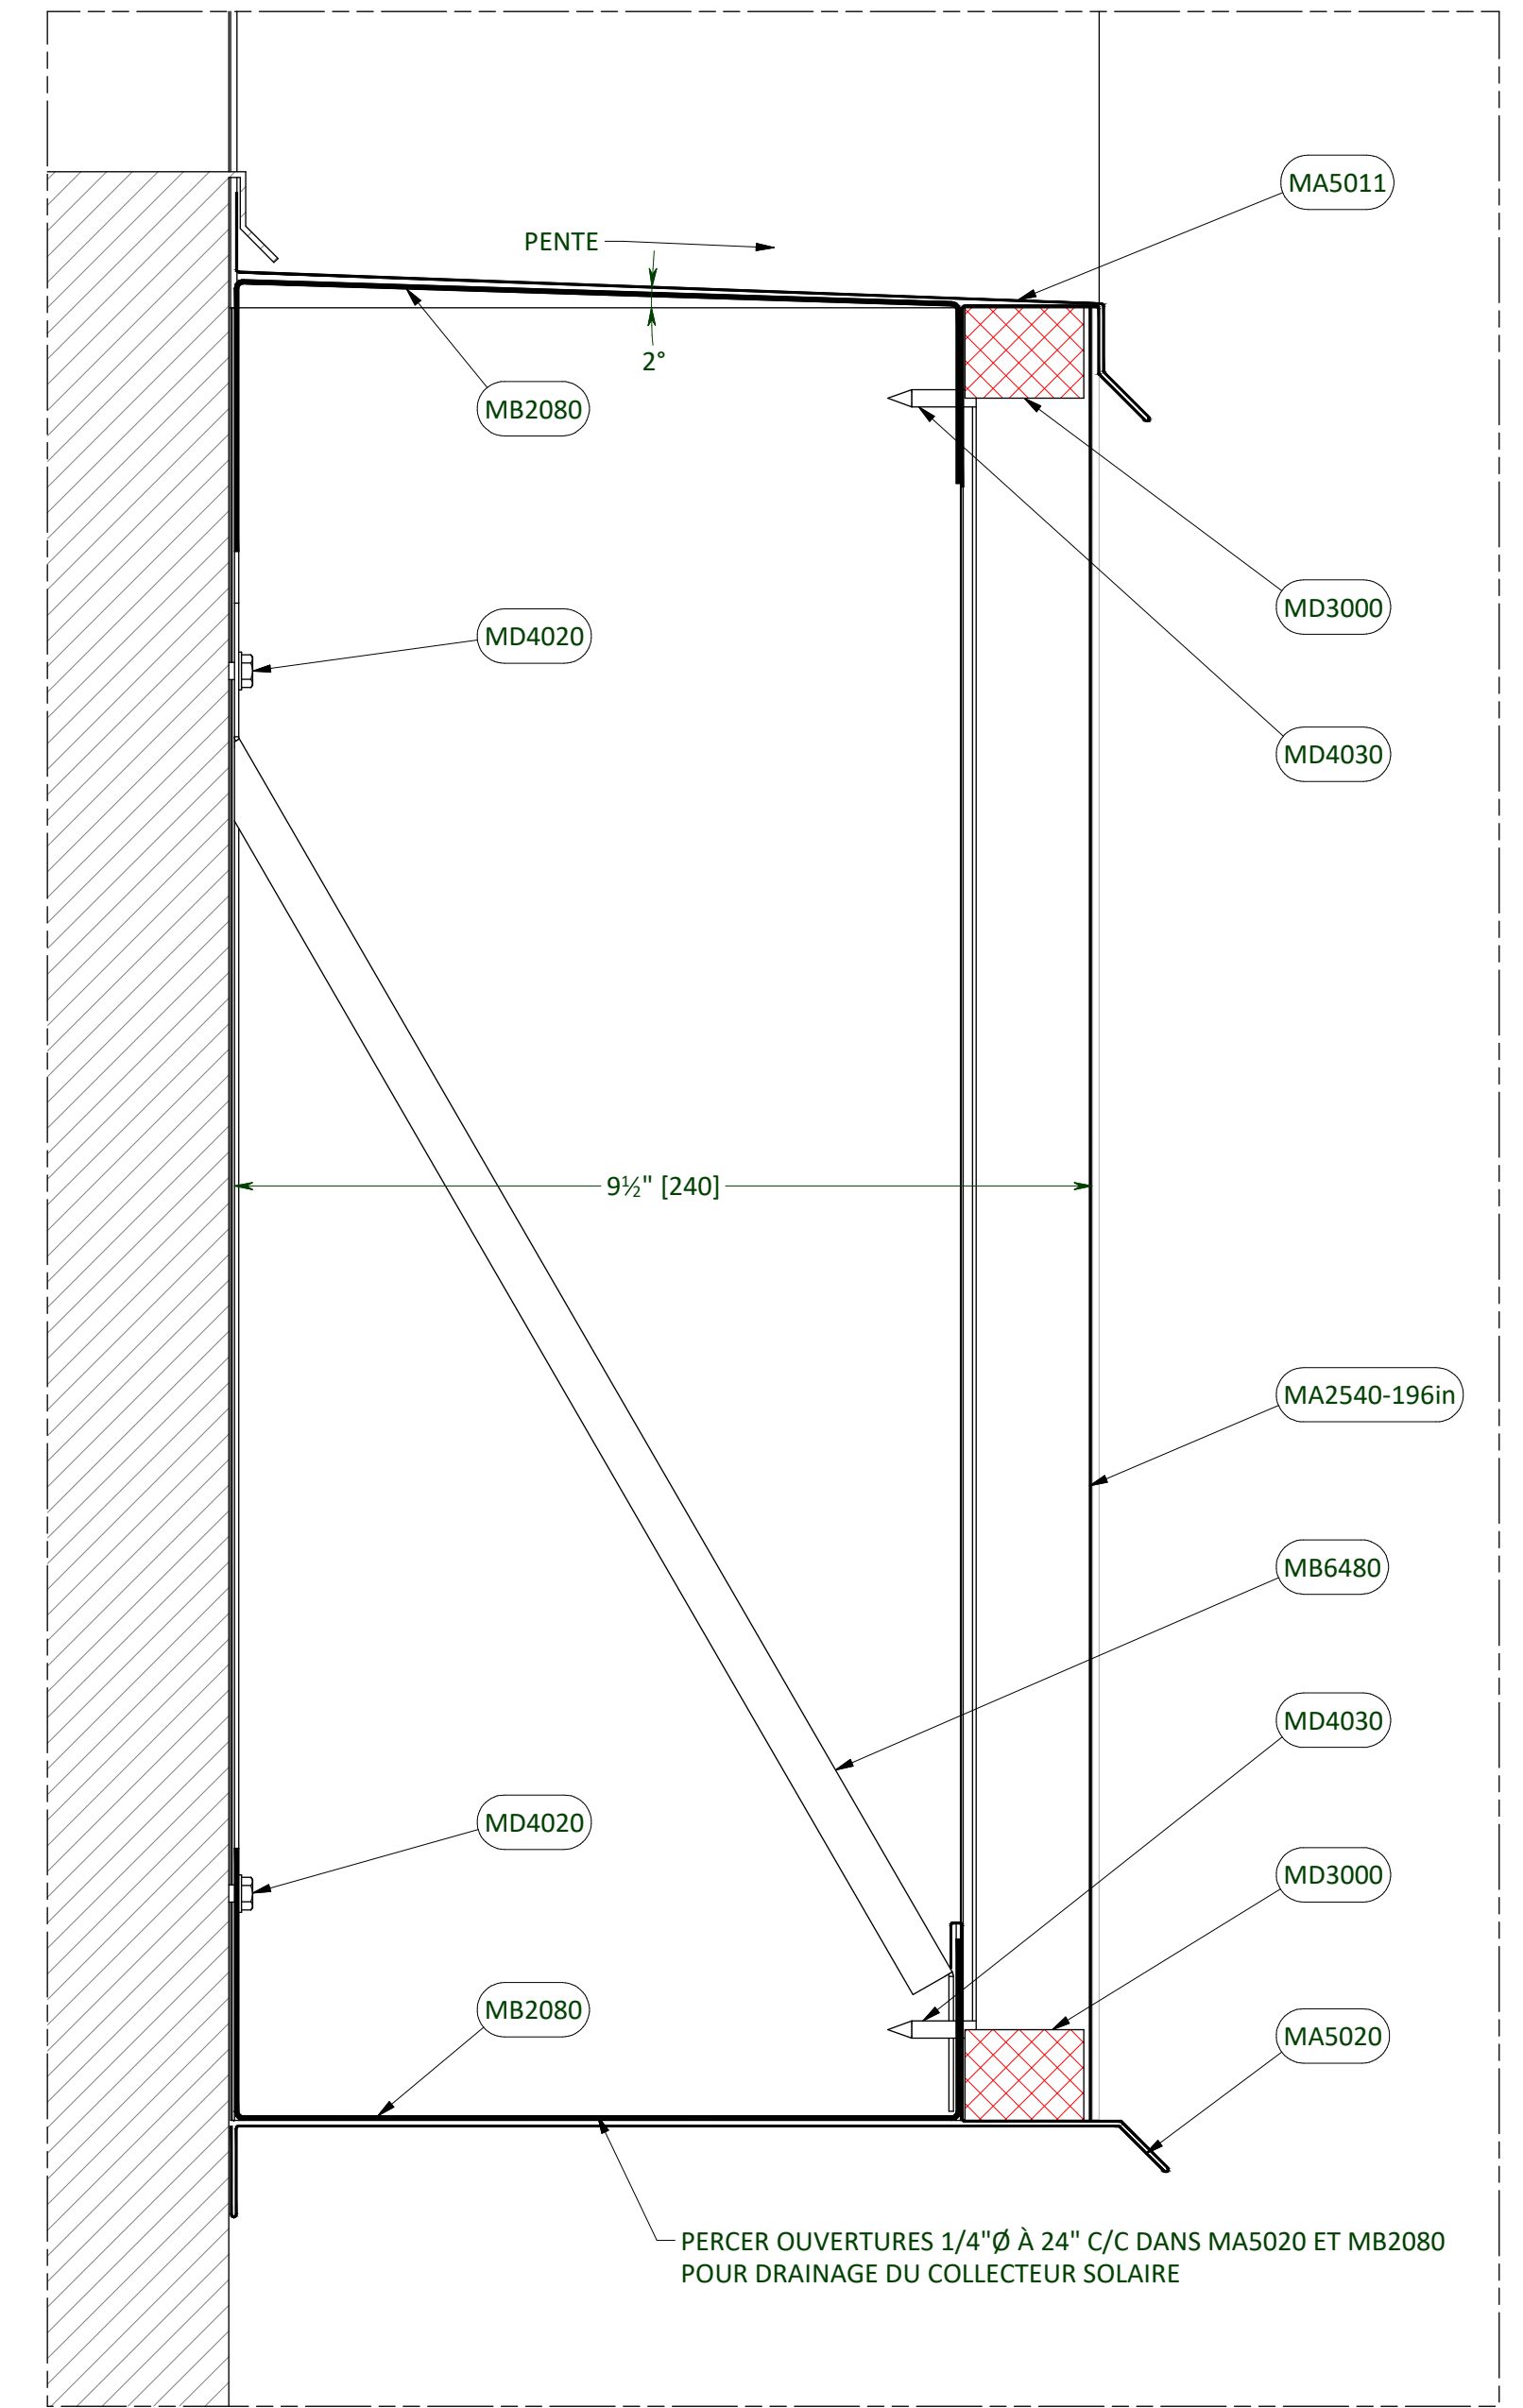 MA5011
PENTE
2°
MB2080
MD3000
MD4020
MD4030
9½" [240]
MA2540-196in
MB6480
MD4030
MD4020
MD3000
MB2080
MA5020
PERCER OUVERTURES 1/4"Ø À 24" C/C DANS MA5020 ET MB2080
POUR DRAINAGE DU COLLECTEUR SOLAIRE